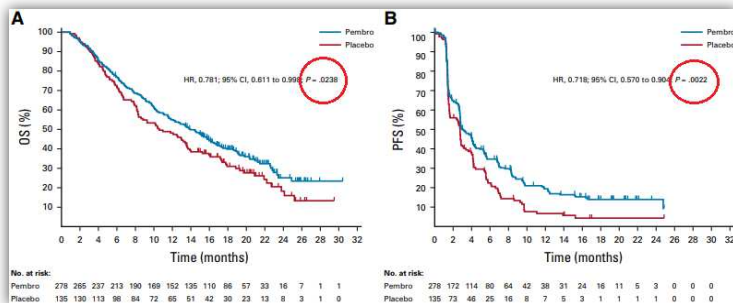 A
Pembro
Placebo
HR, 0.781; 95% CI, 0.611 to 0.998; P = .0238
OS (%)
100
90
80
70
60
50
40
30
20
10
0 2 4 6 8 10 12 14 16 18 20 22 24 26 28 30 32
Time (months)
No. at risk:
Pembro 278 265 237 213 190 169 152 135 110 86 57 33 16 7 1 1
Placebo 135 130 113 98 84 72 65 51 42 30 23 13 8 3 1 0
B
Pembro
Placebo
HR, 0.718; 95% CI, 0.570 to 0.904; P = .0022
PFS (%)
100
90
80
70
60
50
40
30
20
10
0 2 4 6 8 10 12 14 16 18 20 22 24 26 28 30 32
Time (months)
No. at risk:
Pembro 278 172 114 80 64 42 38 31 24 16 11 5 3 0 0 0
Placebo 135 73 46 25 16 8 7 5 3 1 1 1 1 0 0 0